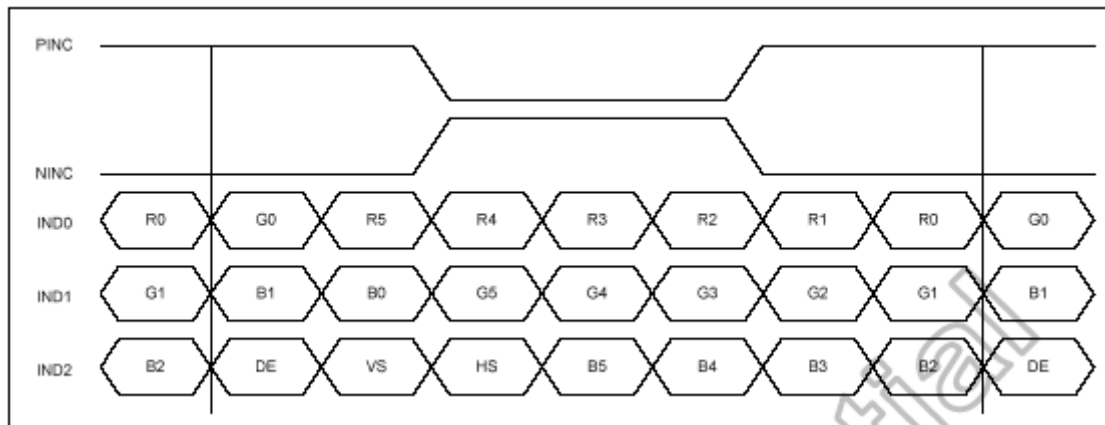 PINC
NINC
IND0 R0 G0 R5 R4 R3 R2 R1 R0 G0
IND1 G1 B1 B0 G5 G4 G3 G2 G1 B1
IND2 B2 DE VS HS B5 B4 B3 B2 DE
tial